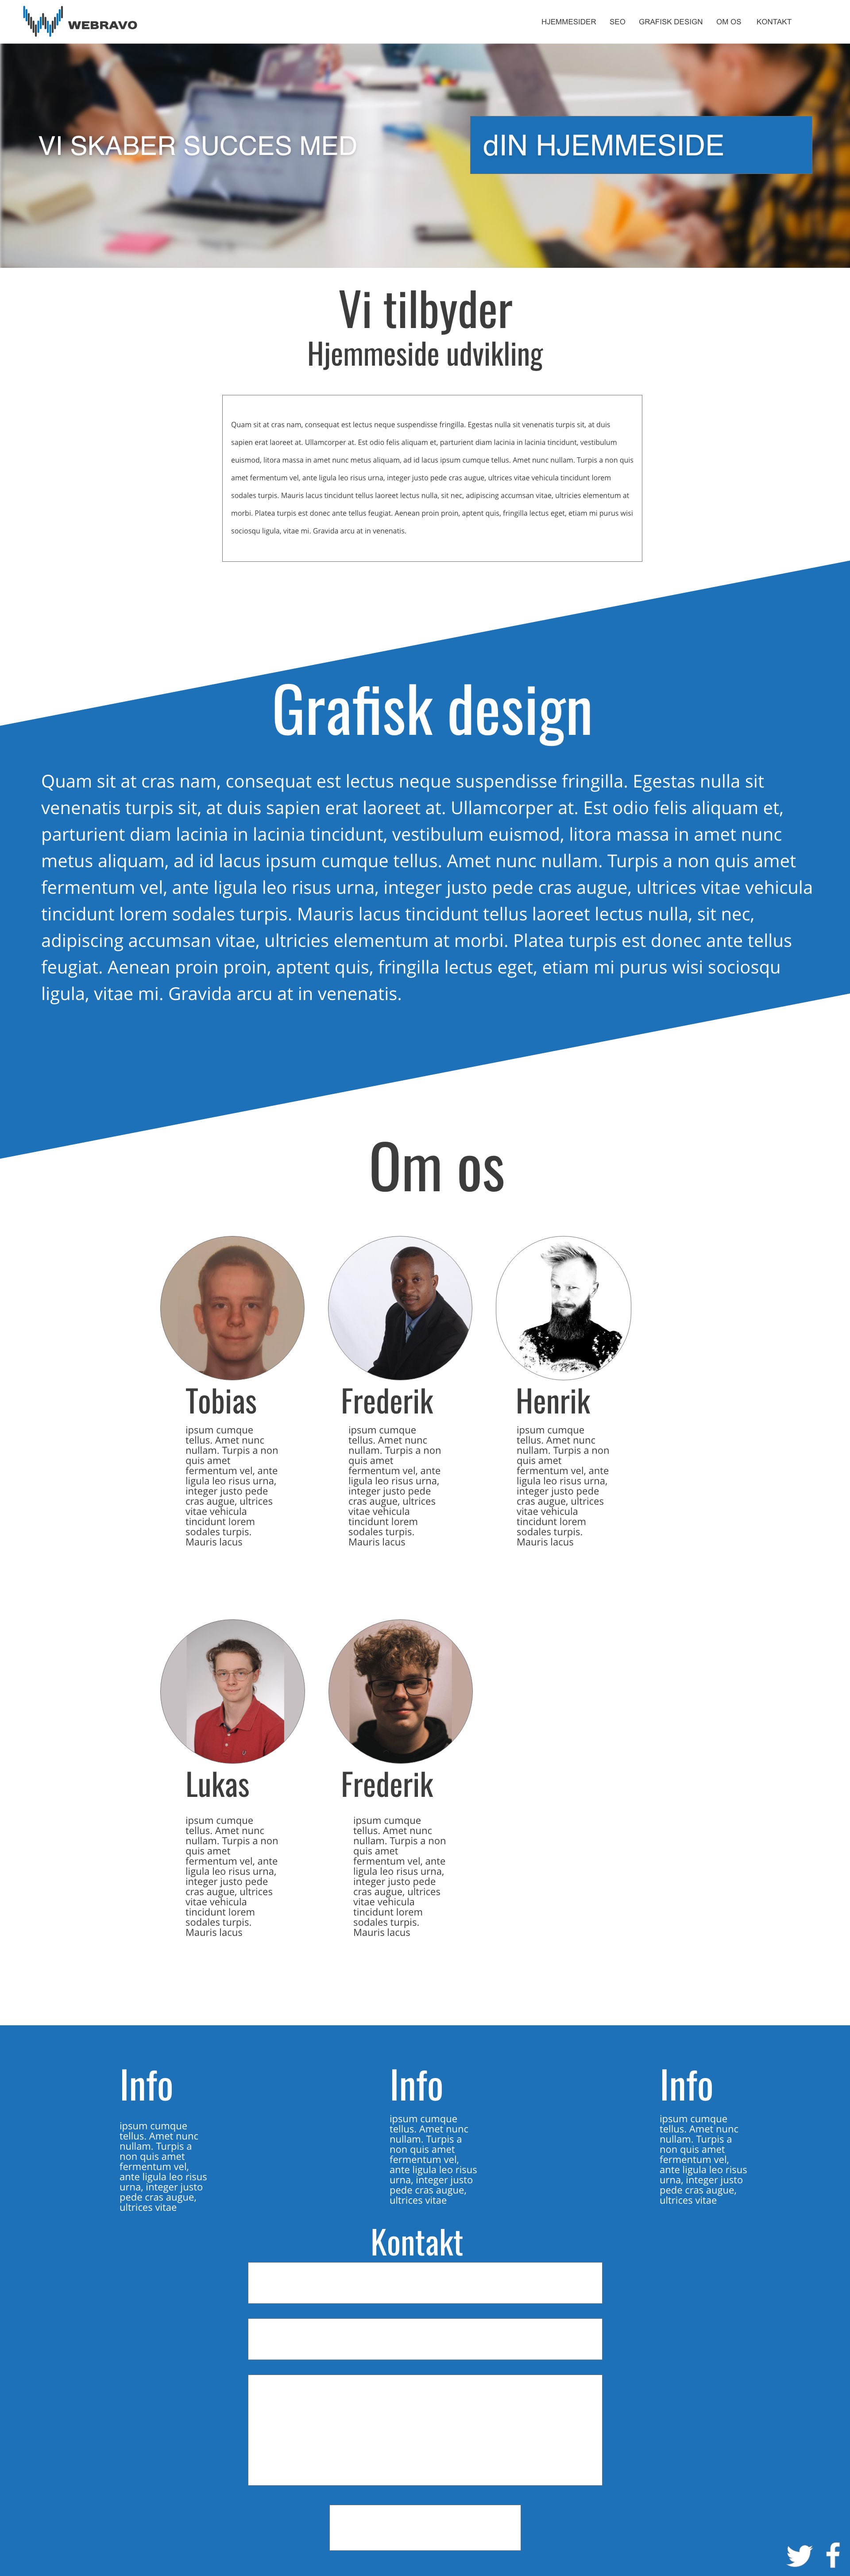 WEBRAVO
HJEMMESIDER SEO GRAFISK DESIGN OM OS KONTAKT
VI SKABER SUCCES MED
dIN HJEMMESIDE
Vi tilbyder
Hjemmeside udvikling
Quam sit at cras nam, consequat est lectus neque suspendisse fringilla. Egestas nulla sit venenatis turpis sit, at duis
sapien erat laoreet at. Ullamcorper at. Est odio felis aliquam et, parturient diam lacinia in lacinia tincidunt, vestibulum
euismod, litora massa in amet nunc metus aliquam, ad id lacus ipsum cumque tellus. Amet nunc nullam. Turpis a non quis
amet fermentum vel, ante ligula leo risus urna, integer justo pede cras augue, ultrices vitae vehicula tincidunt lorem
sodales turpis. Mauris lacus tincidunt tellus laoreet lectus nulla, sit nec, adipiscing accumsan vitae, ultricies elementum at
morbi. Platea turpis est donec ante tellus feugiat. Aenean proin proin, aptent quis, fringilla lectus eget, etiam mi purus wisi
sociosqu ligula, vitae mi. Gravida arcu at in venenatis.
Grafisk design
Quam sit at cras nam, consequat est lectus neque suspendisse fringilla. Egestas nulla sit
venenatis turpis sit, at duis sapien erat laoreet at. Ullamcorper at. Est odio felis aliquam et,
parturient diam lacinia in lacinia tincidunt, vestibulum euismod, litora massa in amet nunc
metus aliquam, ad id lacus ipsum cumque tellus. Amet nunc nullam. Turpis a non quis amet
fermentum vel, ante ligula leo risus urna, integer justo pede cras augue, ultrices vitae vehicula
tincidunt lorem sodales turpis. Mauris lacus tincidunt tellus laoreet lectus nulla, sit nec,
adipiscing accumsan vitae, ultricies elementum at morbi. Platea turpis est donec ante tellus
feugiat. Aenean proin proin, aptent quis, fringilla lectus eget, etiam mi purus wisi sociosqu
ligula, vitae mi. Gravida arcu at in venenatis.
Om os
Tobias
ipsum cumque
tellus. Amet nunc
nullam. Turpis a non
quis amet
fermentum vel, ante
ligula leo risus urna,
integer justo pede
cras augue, ultrices
vitae vehicula
tincidunt lorem
sodales turpis.
Mauris lacus
Frederik
ipsum cumque
tellus. Amet nunc
nullam. Turpis a non
quis amet
fermentum vel, ante
ligula leo risus urna,
integer justo pede
cras augue, ultrices
vitae vehicula
tincidunt lorem
sodales turpis.
Mauris lacus
Henrik
ipsum cumque
tellus. Amet nunc
nullam. Turpis a non
quis amet
fermentum vel, ante
ligula leo risus urna,
integer justo pede
cras augue, ultrices
vitae vehicula
tincidunt lorem
sodales turpis.
Mauris lacus
Lukas
ipsum cumque
tellus. Amet nunc
nullam. Turpis a non
quis amet
fermentum vel, ante
ligula leo risus urna,
integer justo pede
cras augue, ultrices
vitae vehicula
tincidunt lorem
sodales turpis.
Mauris lacus
Frederik
ipsum cumque
tellus. Amet nunc
nullam. Turpis a non
quis amet
fermentum vel, ante
ligula leo risus urna,
integer justo pede
cras augue, ultrices
vitae vehicula
tincidunt lorem
sodales turpis.
Mauris lacus
Info
ipsum cumque
tellus. Amet nunc
nullam. Turpis a
non quis amet
fermentum vel,
ante ligula leo risus
urna, integer justo
pede cras augue,
ultrices vitae
Info
ipsum cumque
tellus. Amet nunc
nullam. Turpis a
non quis amet
fermentum vel,
ante ligula leo risus
urna, integer justo
pede cras augue,
ultrices vitae
Info
ipsum cumque
tellus. Amet nunc
nullam. Turpis a
non quis amet
fermentum vel,
ante ligula leo risus
urna, integer justo
pede cras augue,
ultrices vitae
Kontakt